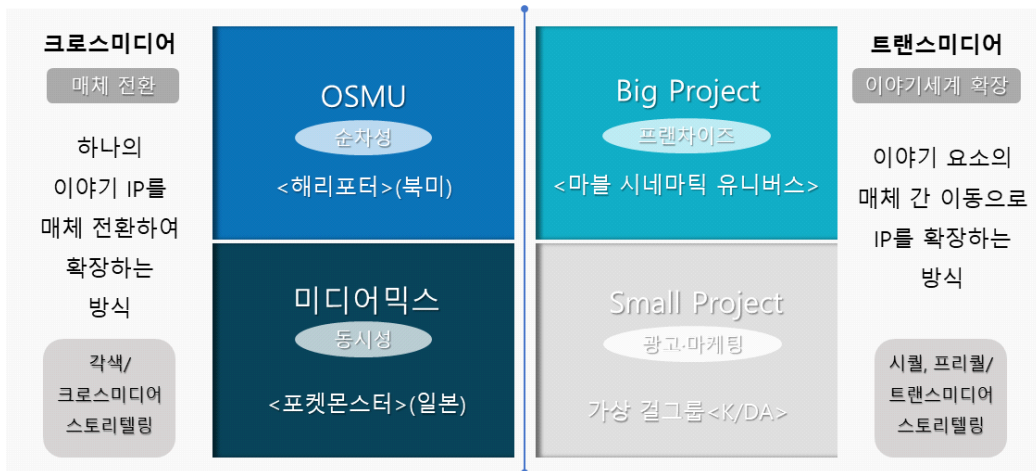 크로스미디어
매체 전환
하나의
이야기 IP를
매체 전환하여
확장하는
방식
각색/
크로스미디어
스토리텔링
OSMU
순차성
<해리포터>(북미)
미디어믹스
동시성
<포켓몬스터>(일본)
Big Project
프랜차이즈
<마블 시네마틱 유니버스>
Small Project
광고·마케팅
가상 걸그룹<K/DA>
트랜스미디어
이야기세계 확장
이야기 요소의
매체 간 이동으로
IP를 확장하는
방식
시퀄, 프리퀄/
트랜스미디어
스토리텔링